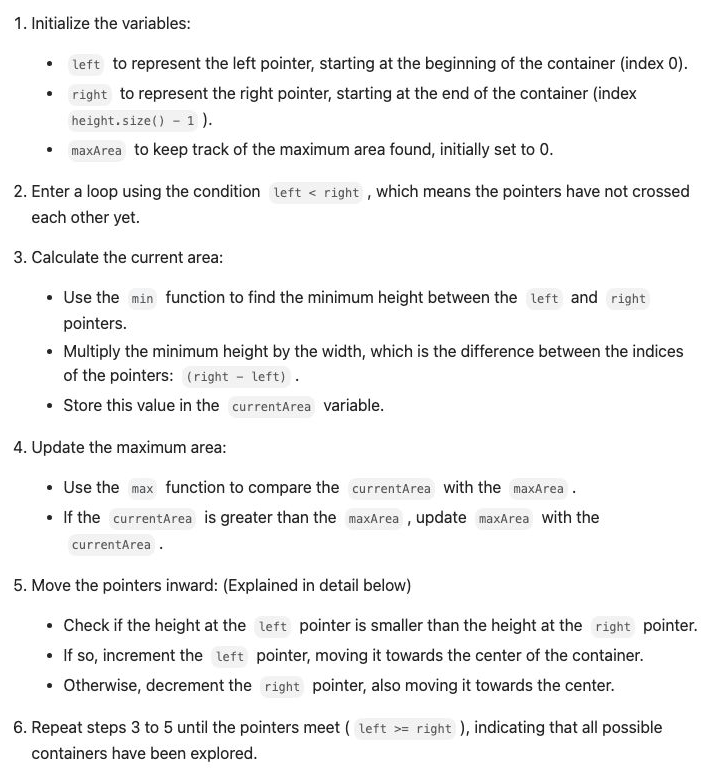 1. Initialize the variables:
• left to represent the left pointer, starting at the beginning of the container (index 0).
• right to represent the right pointer, starting at the end of the container (index
height.size() - 1 ).
• maxArea to keep track of the maximum area found, initially set to 0.
2. Enter a loop using the condition left < right , which means the pointers have not crossed
each other yet.
3. Calculate the current area:
• Use the min function to find the minimum height between the left and right
pointers.
• Multiply the minimum height by the width, which is the difference between the indices
of the pointers: (right - left) .
• Store this value in the currentArea variable.
4. Update the maximum area:
• Use the max function to compare the currentArea with the maxArea .
• If the currentArea is greater than the maxArea , update maxArea with the
currentArea .
5. Move the pointers inward: (Explained in detail below)
• Check if the height at the left pointer is smaller than the height at the right pointer.
• If so, increment the left pointer, moving it towards the center of the container.
• Otherwise, decrement the right pointer, also moving it towards the center.
6. Repeat steps 3 to 5 until the pointers meet ( left >= right ), indicating that all possible
containers have been explored.